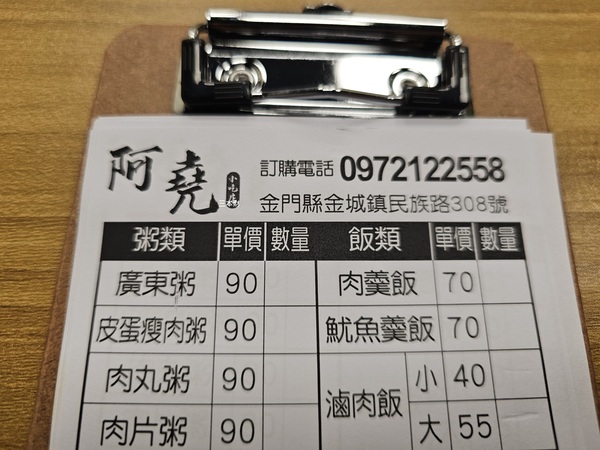 阿堯 小吃店
訂購電話 0972122558
金門縣金城鎮民族路308號
粥類 單價 數量 飯類 單價 數量
廣東粥 90 肉羹飯 70
皮蛋瘦肉粥 90 魷魚羹飯 70
肉丸粥 90 滷肉飯 小 40
肉片粥 90 大 55